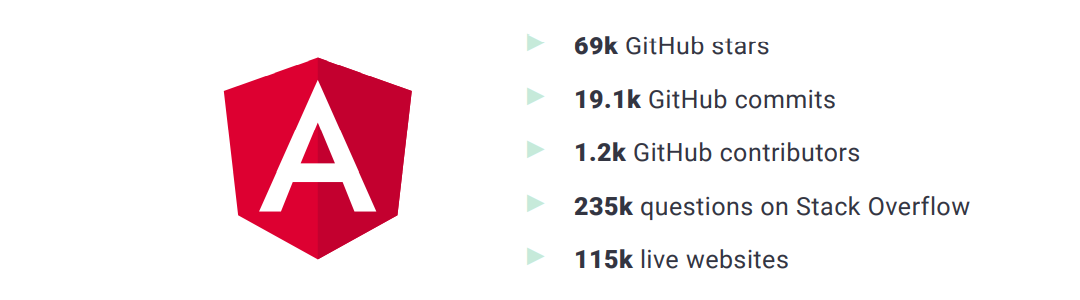 A
69k GitHub stars
19.1k GitHub commits
1.2k GitHub contributors
235k questions on Stack Overflow
115k live websites